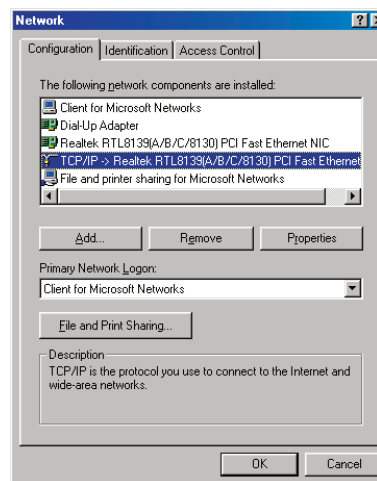 Network
Configuration Identification Access Control
The following network components are installed:
Client for Microsoft Networks
Dial-Up Adapter
Realtek RTL8139(A/B/C/8130) PCI Fast Ethernet NIC
TCP/IP -> Realtek RTL8139(A/B/C/8130) PCI Fast Ethernet
File and printer sharing for Microsoft Networks
Add... Remove Properties
Primary Network Logon:
Client for Microsoft Networks
File and Print Sharing...
Description
TCP/IP is the protocol you use to connect to the Internet and
wide-area networks.
OK Cancel